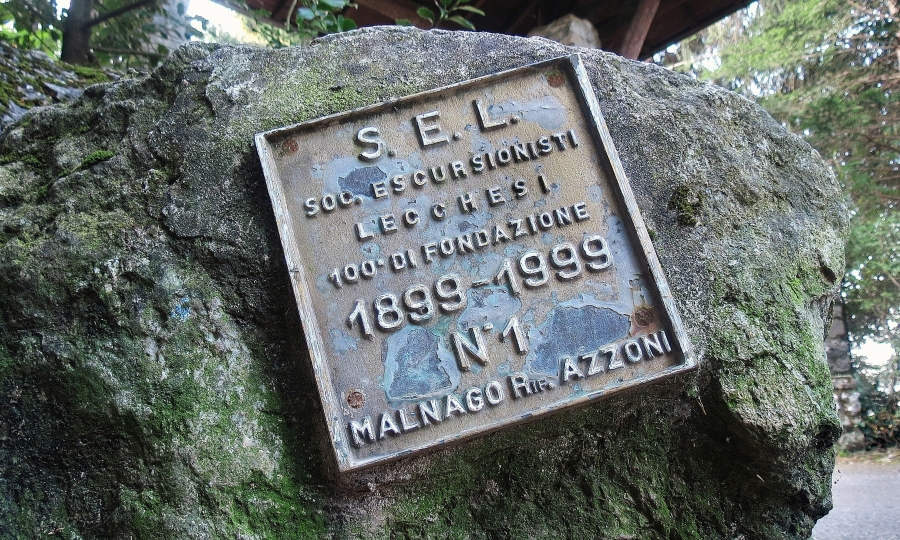 S. E. L.
SOC. ESCURSIONISTI
LECCHESI
100° DI FONDAZIONE
1899-1999
N° 1
MALNAGO RIF. AZZONI